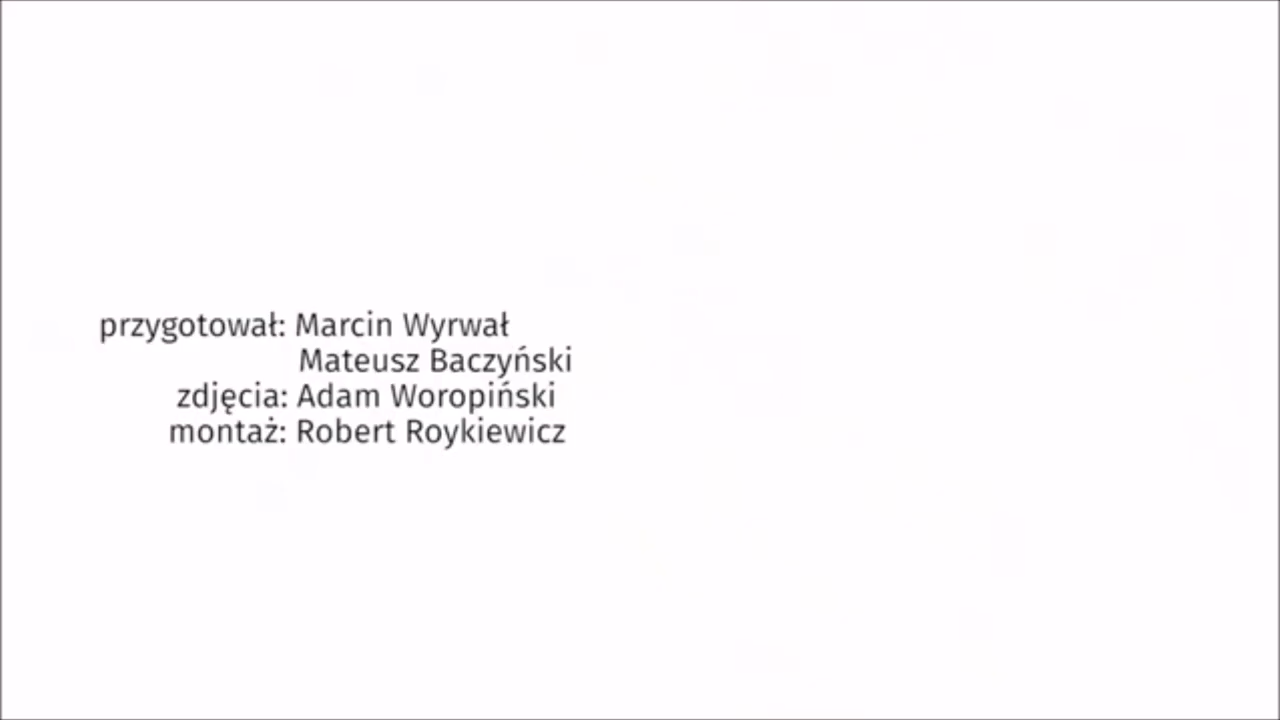 przygotował: Marcin Wyrwał
Mateusz Baczyński
zdjęcia: Adam Woropiński
montaż: Robert Roykiewicz